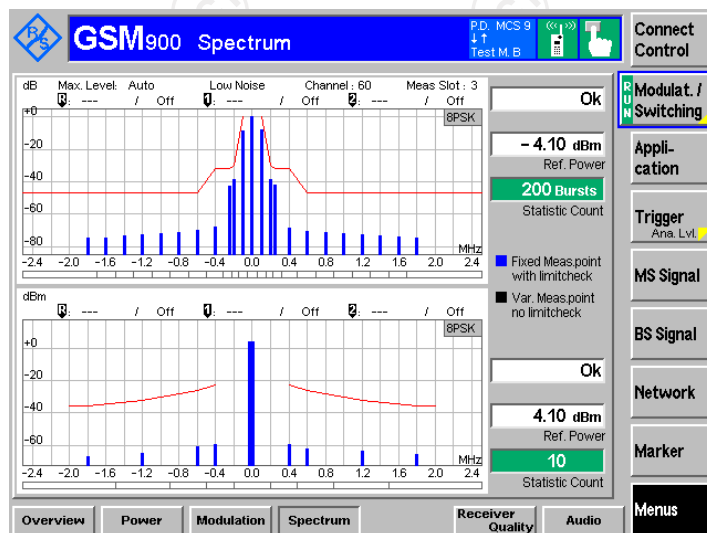 R S
GSM900 Spectrum
P.D. MCS 9
↓↑
Test M. B
Connect
Control
dB Max. Level: Auto Low Noise Channel : 60 Meas Slot : 3
R: --- / Off 1: --- / Off 2: --- / Off
8PSK
+0
-20
-40
-60
-80
MHz
-2.4 -2.0 -1.6 -1.2 -0.8 -0.4 0.0 0.4 0.8 1.2 1.6 2.0 2.4
Ok
- 4.10 dBm
Ref. Power
200 Bursts
Statistic Count
Fixed Meas.point
with limitcheck
Var. Meas.point
no limitcheck
dBm
R: --- / Off 1: --- / Off 2: --- / Off
8PSK
+0
-20
-40
-60
MHz
-2.4 -2.0 -1.6 -1.2 -0.8 -0.4 0.0 0.4 0.8 1.2 1.6 2.0 2.4
Ok
4.10 dBm
Ref. Power
10
Statistic Count
RUN
Modulat. /
Switching
Appli-
cation
Trigger
Ana. Lvl.
MS Signal
BS Signal
Network
Marker
Menus
Overview
Power
Modulation
Spectrum
Receiver
Quality
Audio